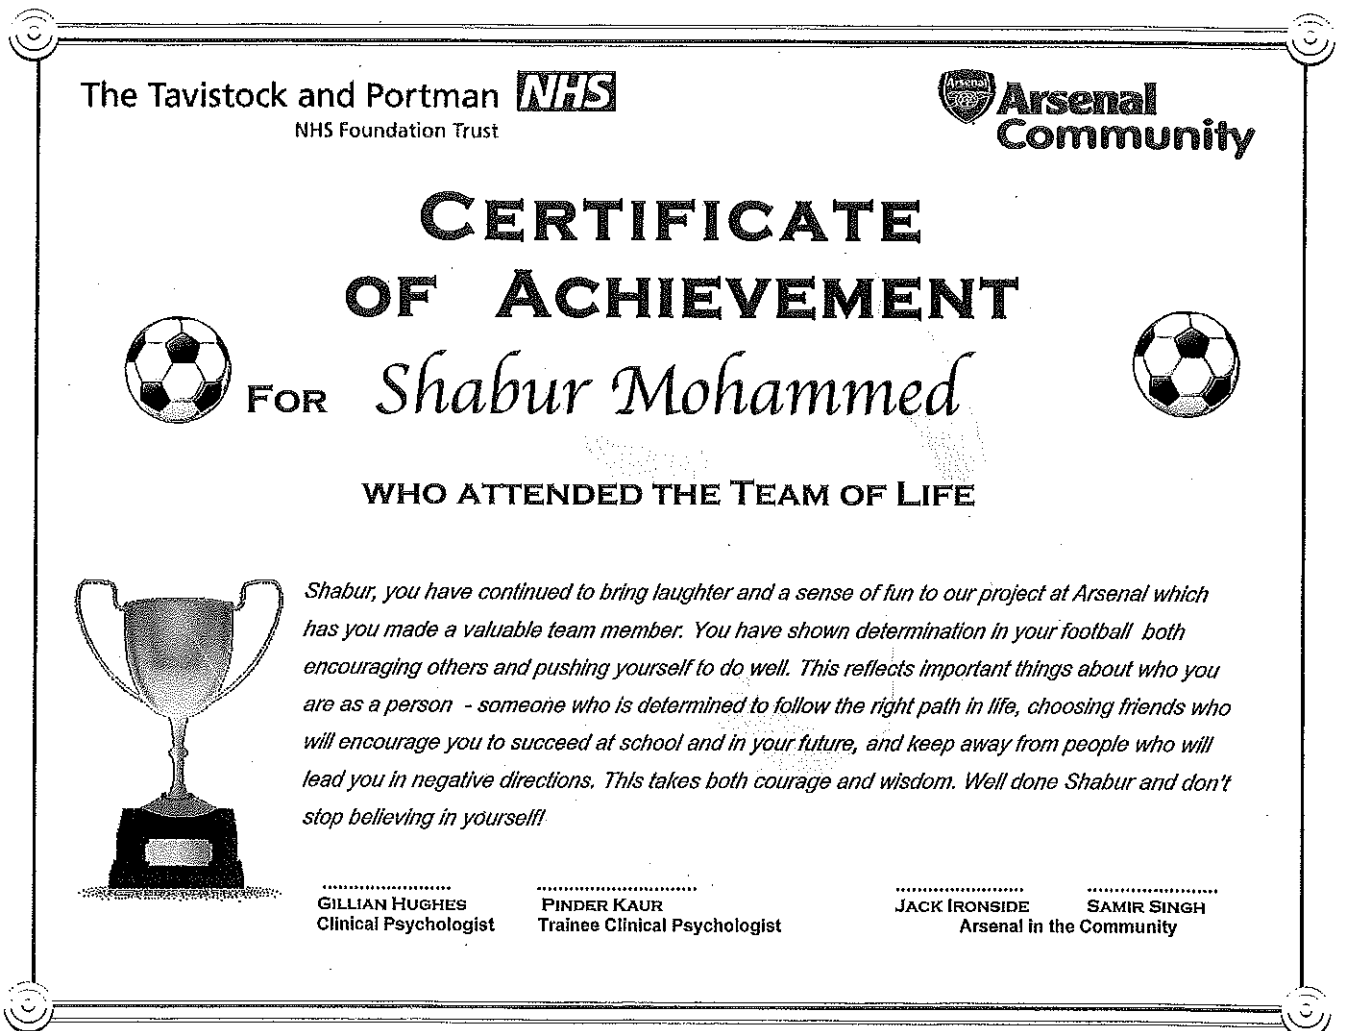 The Tavistock and Portman NHS
NHS Foundation Trust
Arsenal
Arsenal
Community
CERTIFICATE
OF ACHIEVEMENT
FOR Shabur Mohammed
WHO ATTENDED THE TEAM OF LIFE
Shabur, you have continued to bring laughter and a sense of fun to our project at Arsenal which
has you made a valuable team member. You have shown determination in your football both
encouraging others and pushing yourself to do well. This reflects important things about who you
are as a person - someone who is determined to follow the right path in life, choosing friends who
will encourage you to succeed at school and in your future, and keep away from people who will
lead you in negative directions. This takes both courage and wisdom. Well done Shabur and don't
stop believing in yourself!
GILLIAN HUGHES
Clinical Psychologist
PINDER KAUR
Trainee Clinical Psychologist
JACK IRONSIDE SAMIR SINGH
Arsenal in the Community